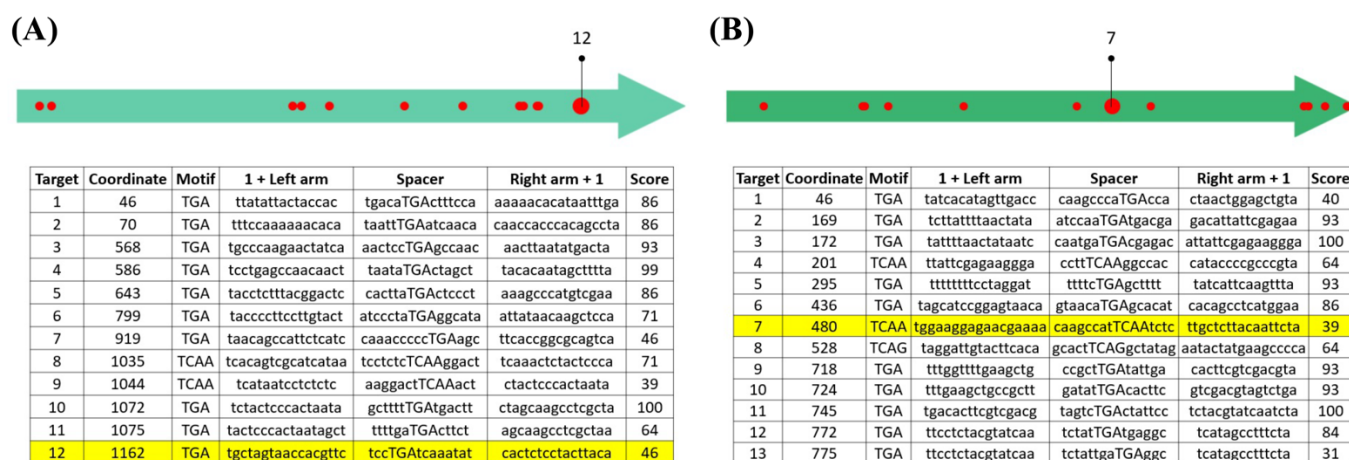 (A)
12
Target Coordinate Motif 1 + Left arm Spacer Right arm + 1 Score
1 46 TGA ttatattactaccac tgacaTGActttcca aaaaacacataatttga 86
2 70 TGA tttccaaaaaacaca taattTGAatcaaca caaccacccacagccta 86
3 568 TGA tgcccaagaactatca aactccTGAgccaac aacttaatatgacta 93
4 586 TGA tcctgagccaacaact taataTGActagct tacacaatagctttta 99
5 643 TGA tacctctttacggactc cacttaTGActccct aaagcccatgtcgaa 86
6 799 TGA taccccttccttgtact atccctaTGAggcata attataacaagctcca 71
7 919 TGA taacagccattctcatc caaacccccTGAagc ttcaccggcgcagtca 46
8 1035 TCAA tcacagtcgcatcataa tcctctcTCAAggact tcaaactctactccca 71
9 1044 TCAA tcataatcctctctc aaggactTCAAact ctactcccactaata 39
10 1072 TGA tctactcccactaata gcttttTGAtgactt ctagcaagcctcgcta 100
11 1075 TGA tactcccactaatagct ttttgaTGActtct agcaagcctcgcta 64
12 1162 TGA tgctagtaaccacgttc tccTGAtcaaatat cactctcctacttaca 46
(B)
7
Target Coordinate Motif 1 + Left arm Spacer Right arm + 1 Score
1 46 TGA tatcacatagttgacc caagcccaTGAcca ctaactggagctgta 40
2 169 TGA tcttattttaactata atccaaTGAtgacga gacattattcgagaa 93
3 172 TGA tattttaactataatc caatgaTGAcgagac attattcgagaaggga 100
4 201 TCAA ttattcgagaaggga ccttTCAAggccac cataccccgcccgta 64
5 295 TGA ttttttttcctaggat ttttcTGAgctttt tatcattcaagttta 93
6 436 TGA tagcatccggagtaaca gtaacaTGAgcacat cacagcctcatggaa 86
7 480 TCAA tggaaggagaacgaaaa caagccatTCAAtctc ttgctcttacaattcta 39
8 528 TCAG taggattgtacttcaca gcactTCAGgctatag aatactatgaagcccca 64
9 718 TGA tttggttttgaagctg ccgctTGAtattga cacttcgtcgacgta 93
10 724 TGA tttgaagctgccgctt gatatTGAcacttc gtcgacgtagtctga 93
11 745 TGA tgacacttcgtcgacg tagtcTGActattcc tctacgtatcaatcta 100
12 772 TGA ttcctctacgtatcaa tctatTGAtgaggc tcatagcctttcta 84
13 775 TGA ttcctctacgtatcaa tctattgaTGAggc tcatagcctttcta 31